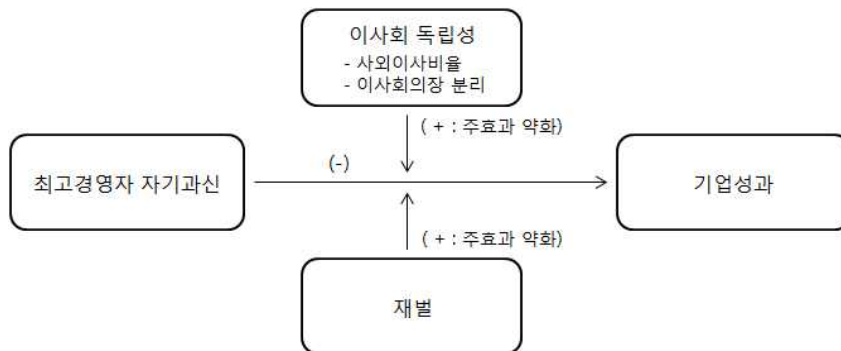 이사회 독립성
- 사외이사비율
- 이사회의장 분리
( + : 주효과 약화)
(-)
최고경영자 자기과신
기업성과
( + : 주효과 약화)
재벌